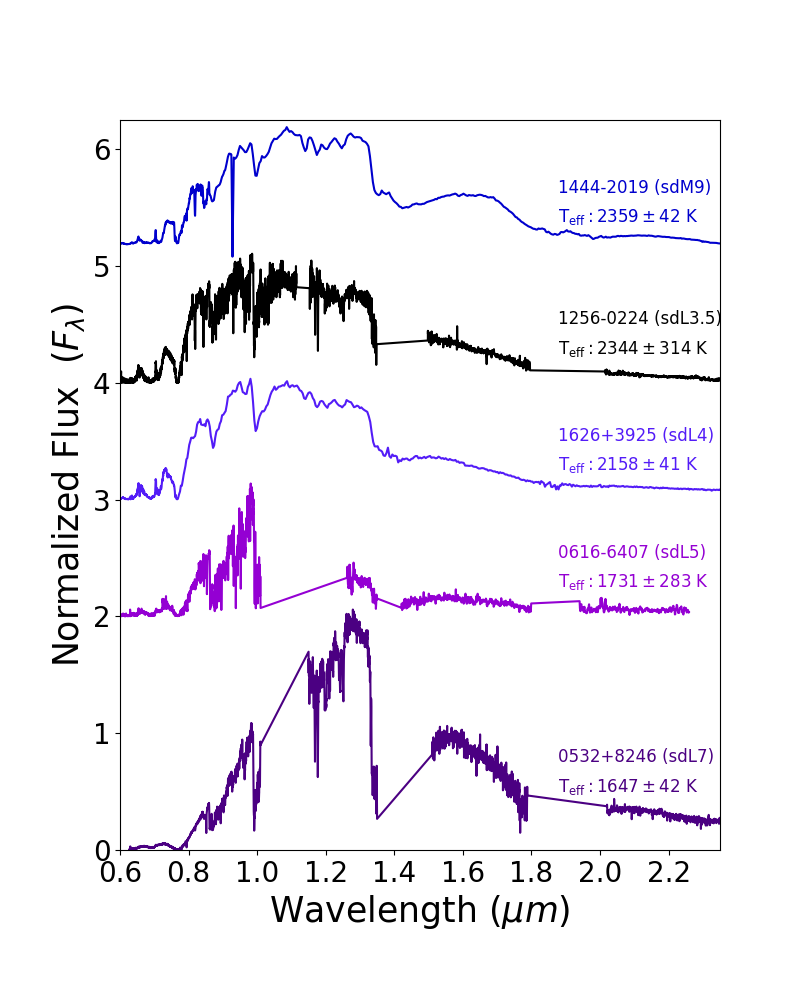 6
1444-2019 (sdM9)
T_eff : 2359 ± 42 K
5
1256-0224 (sdL3.5)
T_eff : 2344 ± 314 K
4
1626+3925 (sdL4)
T_eff : 2158 ± 41 K
3
0616-6407 (sdL5)
T_eff : 1731 ± 283 K
2
0532+8246 (sdL7)
T_eff : 1647 ± 42 K
1
0
Normalized Flux (F_λ)
0.6 0.8 1.0 1.2 1.4 1.6 1.8 2.0 2.2
Wavelength (μm)